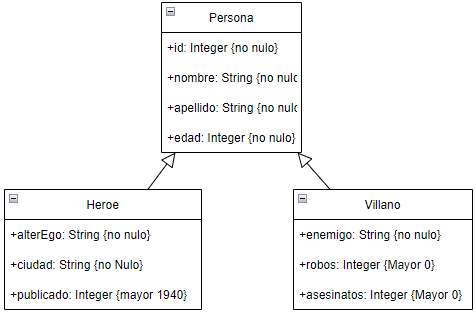 Persona
+id: Integer {no nulo}
+nombre: String {no nulo
+apellido: String {no nulo
+edad: Integer {no nulo}
Heroe
+alterEgo: String {no nulo}
+ciudad: String {no Nulo}
+publicado: Integer {mayor 1940}
Villano
+enemigo: String {no nulo}
+robos: Integer {Mayor 0}
+asesinatos: Integer {Mayor 0}